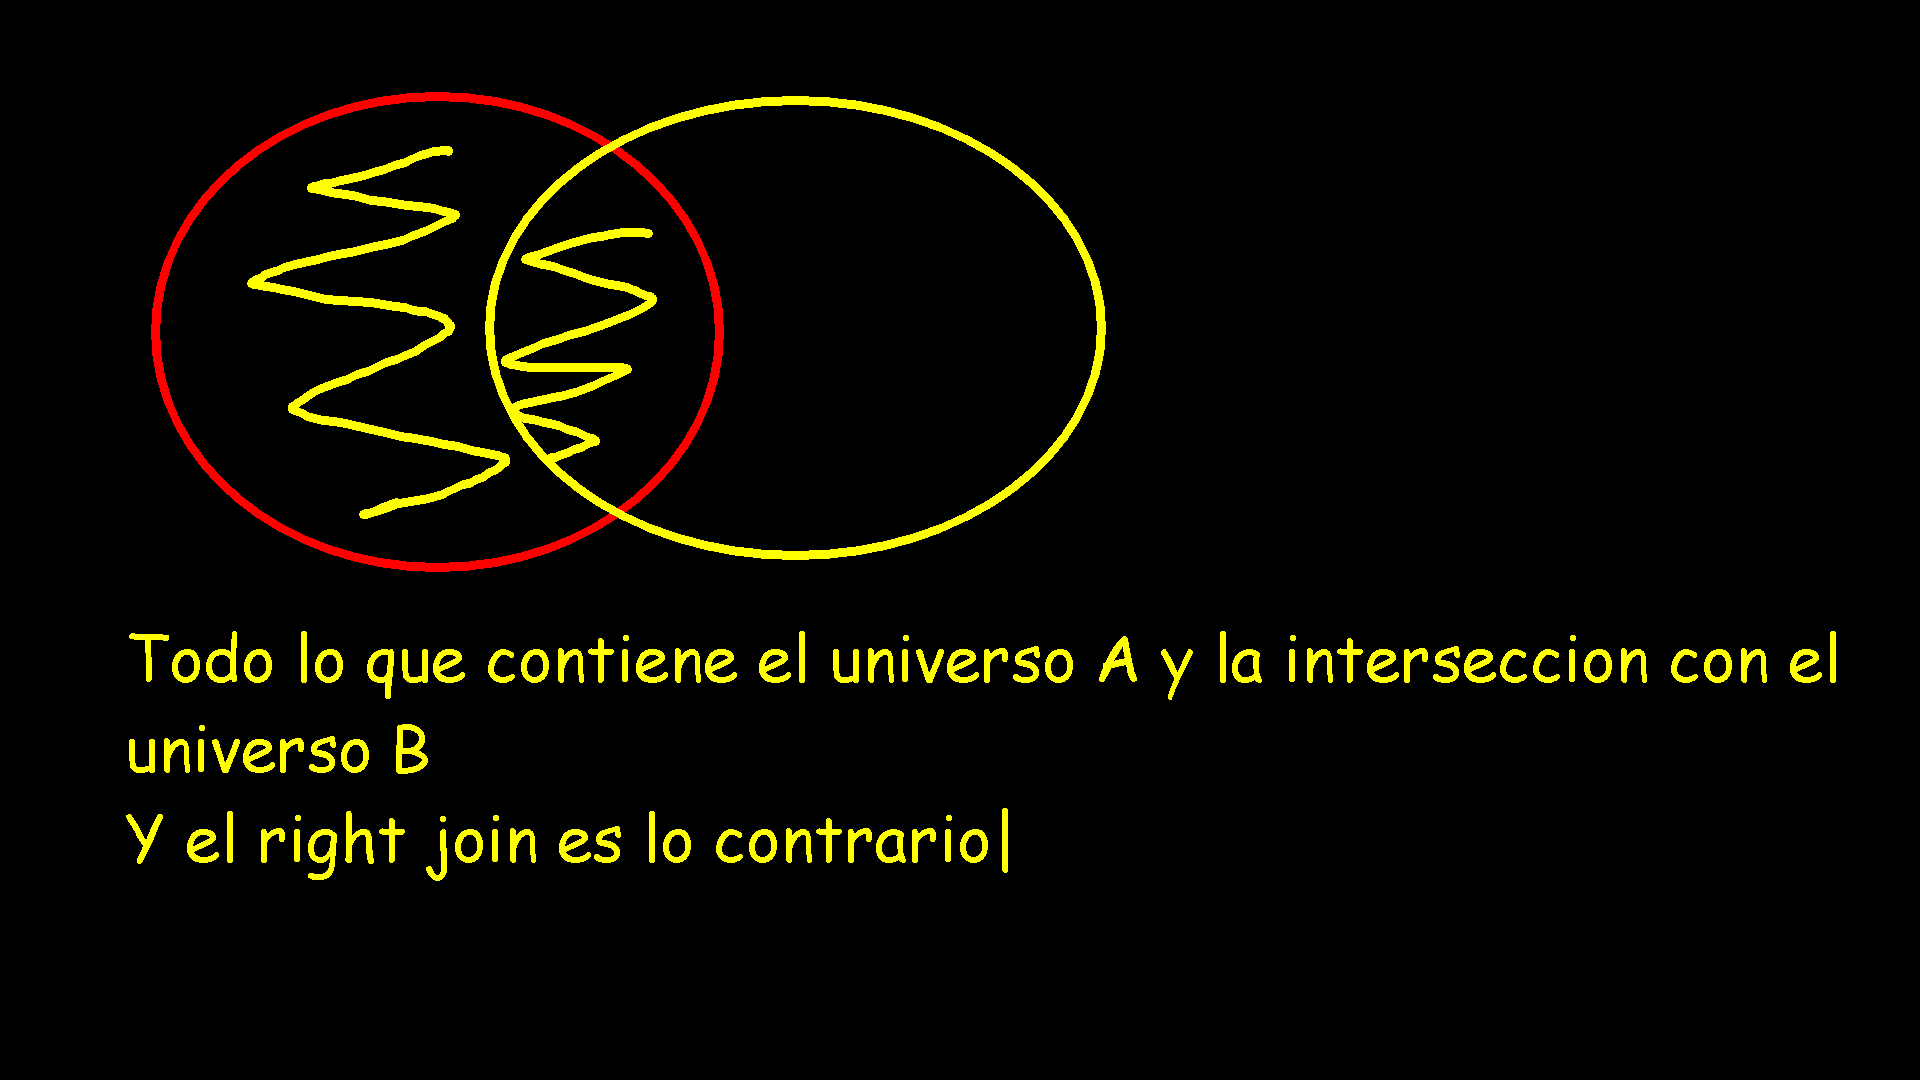 Todo lo que contiene el universo A y la interseccion con el
universo B
Y el right join es lo contrario